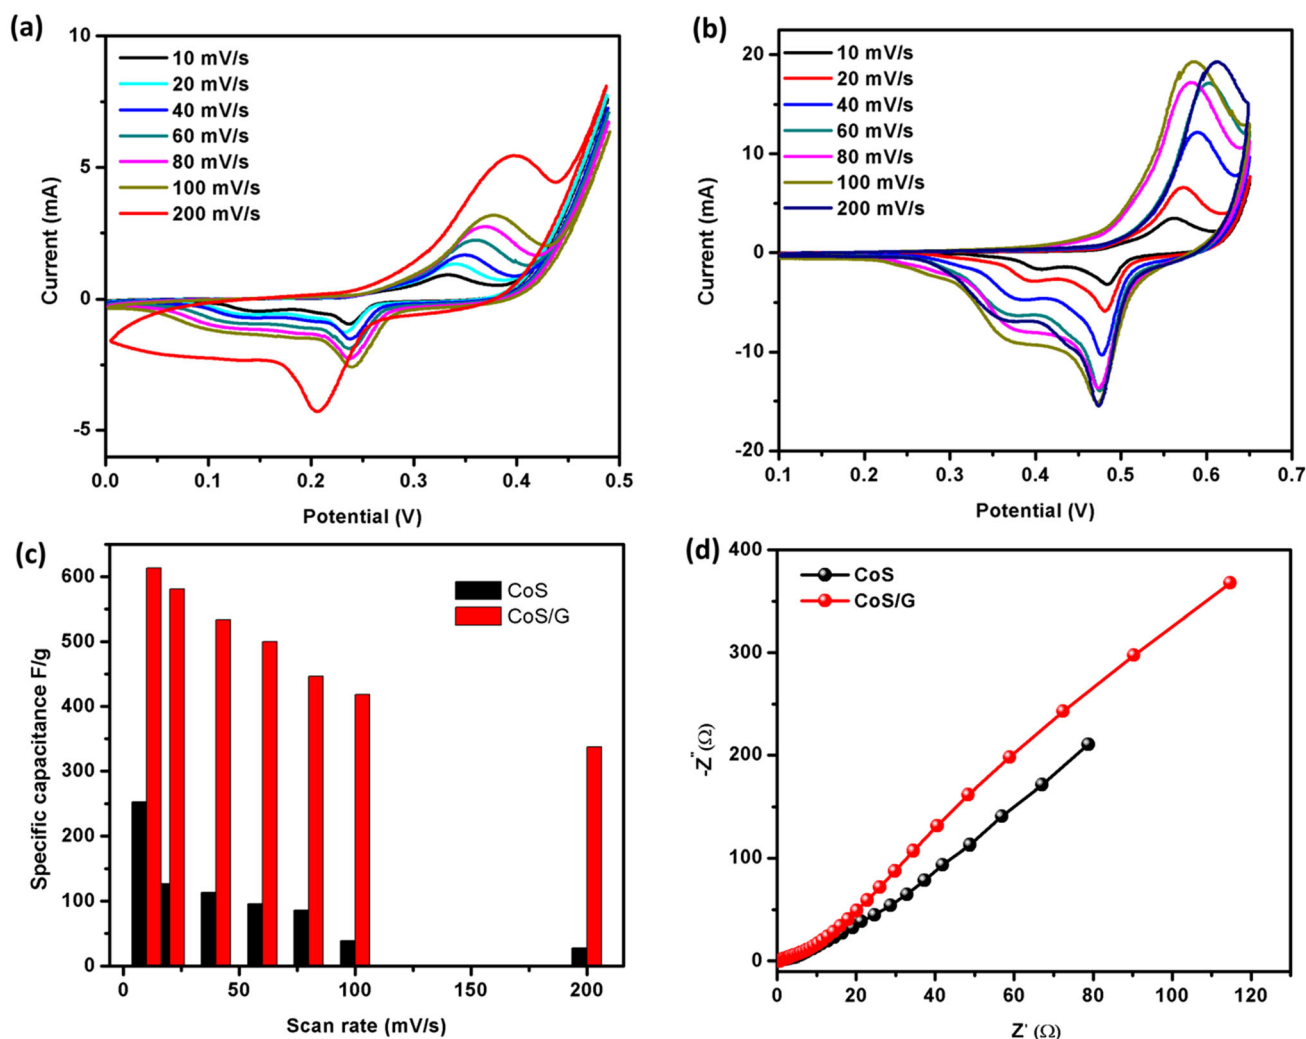 (a)
10
5
0
-5
Current (mA)
10 mV/s
20 mV/s
40 mV/s
60 mV/s
80 mV/s
100 mV/s
200 mV/s
0.0 0.1 0.2 0.3 0.4 0.5
Potential (V)
(b)
20
10
0
-10
-20
Current (mA)
10 mV/s
20 mV/s
40 mV/s
60 mV/s
80 mV/s
100 mV/s
200 mV/s
0.1 0.2 0.3 0.4 0.5 0.6 0.7
Potential (V)
(c)
600
500
400
300
200
100
0
Specific capacitance F/g
CoS
CoS/G
0 50 100 150 200
Scan rate (mV/s)
(d)
400
300
200
100
0
-Z'' (Ω)
CoS
CoS/G
0 20 40 60 80 100 120
Z' (Ω)